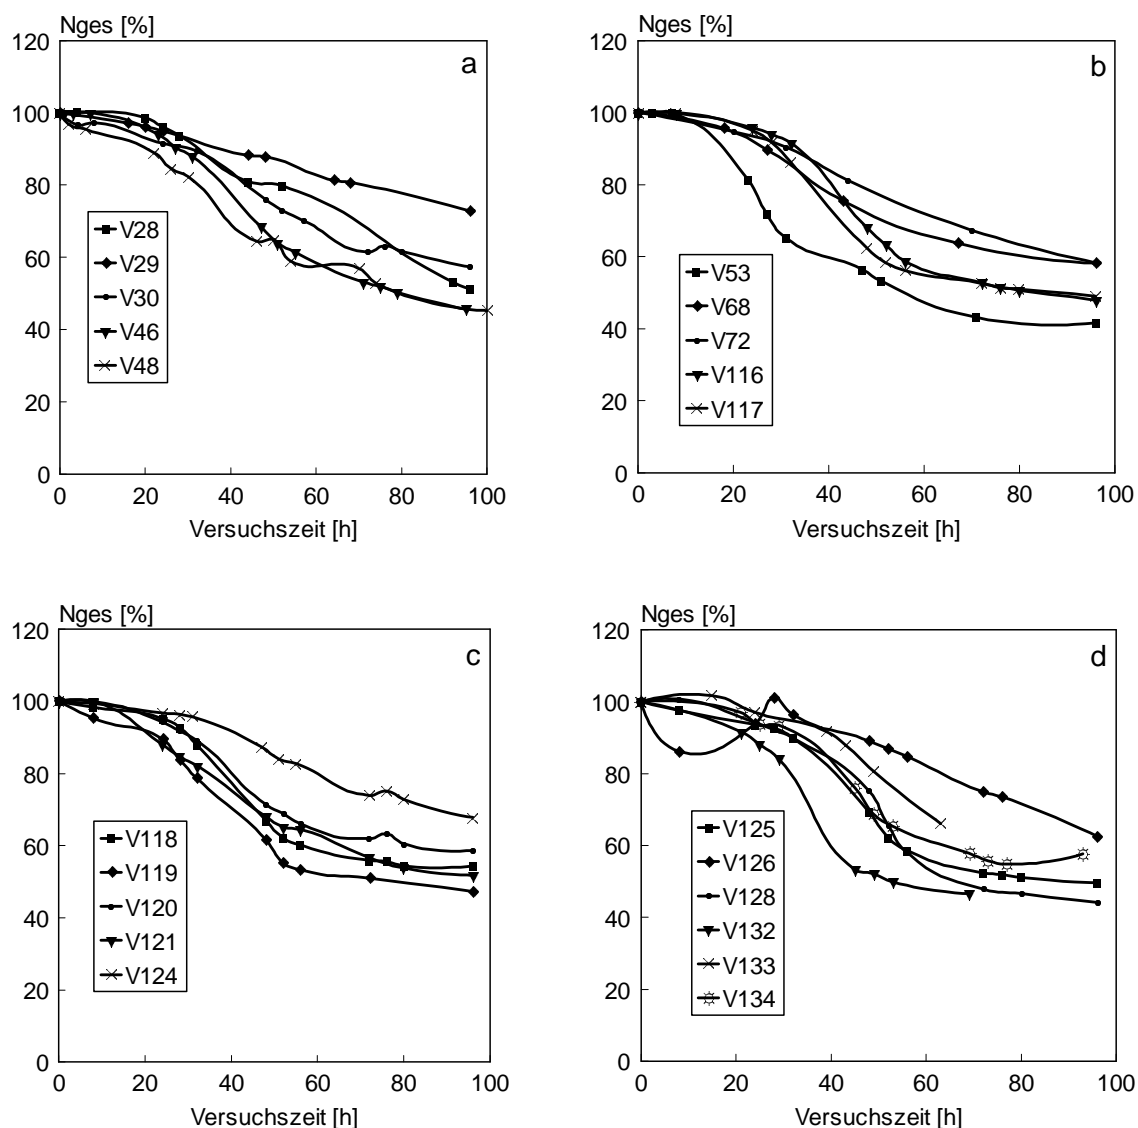 Nges [%]
120
100
80
60
40
20
0
a
V28
V29
V30
V46
V48
0 20 40 60 80 100
Versuchszeit [h]
Nges [%]
120
100
80
60
40
20
0
b
V53
V68
V72
V116
V117
0 20 40 60 80 100
Versuchszeit [h]
Nges [%]
120
100
80
60
40
20
0
c
V118
V119
V120
V121
V124
0 20 40 60 80 100
Versuchszeit [h]
Nges [%]
120
100
80
60
40
20
0
d
V125
V126
V128
V132
V133
V134
0 20 40 60 80 100
Versuchszeit [h]